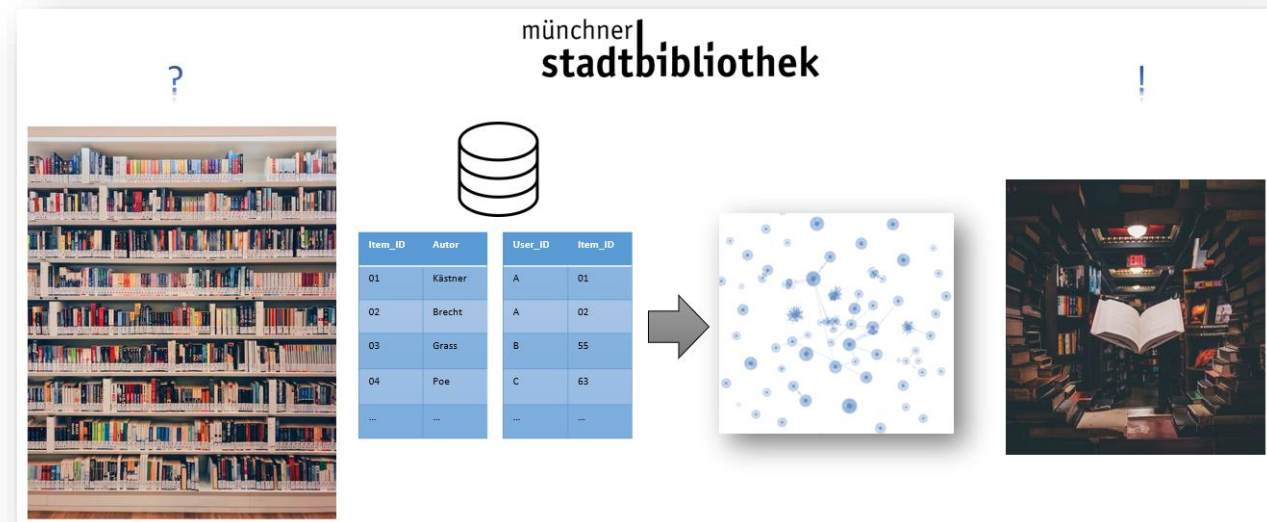 münchner
stadtbibliothek
?
!
Item_ID Autor
01 Kästner
02 Brecht
03 Grass
04 Poe
... ...
User_ID Item_ID
A 01
A 02
B 55
C 63
... ...